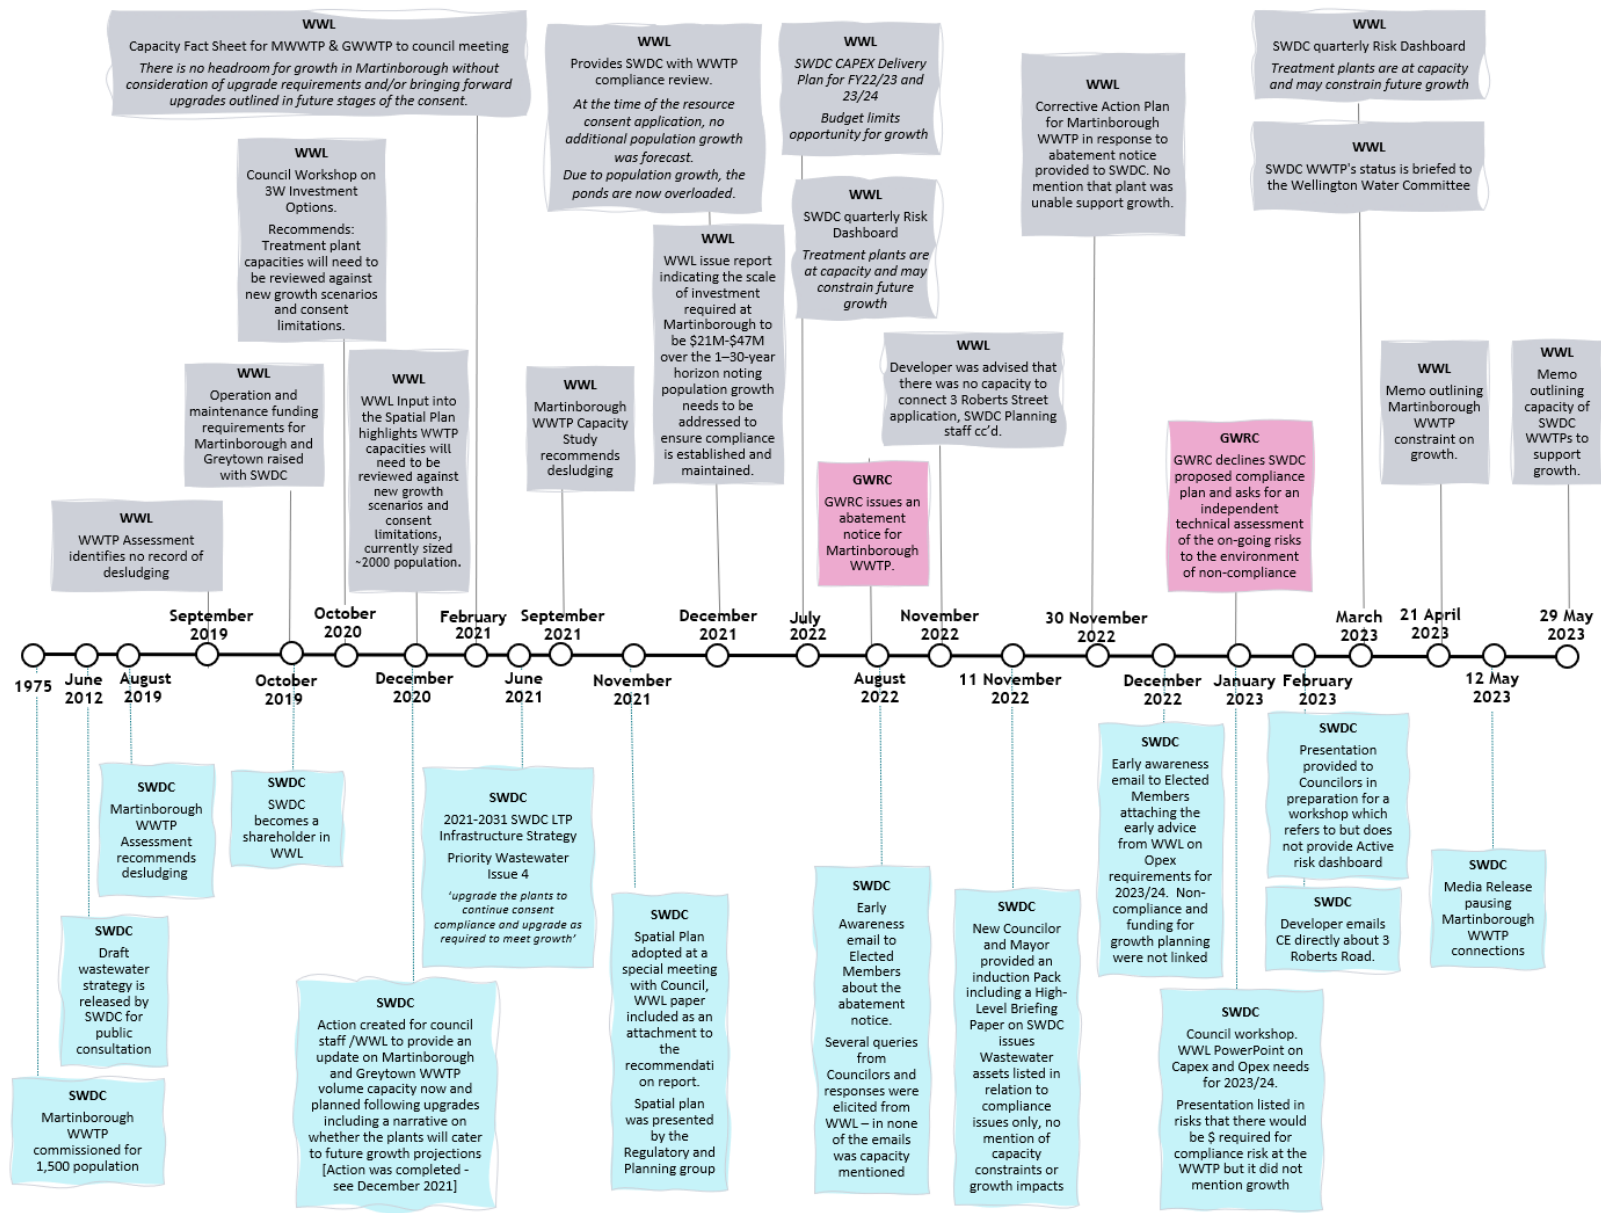 WWL
Capacity Fact Sheet for MWWTP & GWWTP to council meeting
There is no headroom for growth in Martinborough without
consideration of upgrade requirements and/or bringing forward
upgrades outlined in future stages of the consent.
WWL
Council Workshop on
3W Investment
Options.
Recommends:
Treatment plant
capacities will need to
be reviewed against
new growth scenarios
and consent
limitations.
WWL
Operation and
maintenance funding
requirements for
Martinborough and
Greytown raised
with SWDC
WWL
WWTP Assessment
identifies no record of
desludging
WWL
WWL Input into
the Spatial Plan
highlights WWTP
capacities will
need to be
reviewed against
new growth
scenarios and
consent
limitations,
currently sized
~2000 population.
WWL
Provides SWDC with WWTP
compliance review.
At the time of the resource
consent application, no
additional population growth
was forecast.
Due to population growth, the
ponds are now overloaded.
WWL
Martinborough
WWTP Capacity
Study
recommends
desludging
WWL
WWL issue report
indicating the scale
of investment
required at
Martinborough to
be $21M-$47M
over the 1–30-year
horizon noting
population growth
needs to be
addressed to
ensure compliance
is established and
maintained.
WWL
SWDC CAPEX Delivery
Plan for FY22/23 and
23/24
Budget limits
opportunity for growth
WWL
SWDC quarterly Risk
Dashboard
Treatment plants are
at capacity and may
constrain future
growth
WWL
Developer was advised that
there was no capacity to
connect 3 Roberts Street
application, SWDC Planning
staff cc'd.
GWRC
GWRC issues an
abatement
notice for
Martinborough
WWTP.
WWL
Corrective Action Plan
for Martinborough
WWTP in response to
abatement notice
provided to SWDC. No
mention that plant was
unable support growth.
GWRC
GWRC declines SWDC
proposed compliance
plan and asks for an
independent
technical assessment
of the on-going risks
to the environment
of non-compliance
WWL
SWDC quarterly Risk Dashboard
Treatment plants are at capacity
and may constrain future growth
WWL
SWDC WWTP's status is briefed to
the Wellington Water Committee
WWL
Memo outlining
Martinborough
WWTP
constraint on
growth.
WWL
Memo
outlining
capacity of
SWDC
WWTPs to
support
growth.
September
2019
October
2020
February
2021
September
2021
December
2021
July
2022
November
2022
30 November
2022
March
2023
21 April
2023
29 May
2023
1975
June
2012
August
2019
October
2019
December
2020
June
2021
November
2021
August
2022
11 November
2022
December
2022
January
2023
February
2023
12 May
2023
SWDC
Martinborough
WWTP
commissioned for
1,500 population
SWDC
Draft
wastewater
strategy is
released by
SWDC for
public
consultation
SWDC
Martinborough
WWTP
Assessment
recommends
desludging
SWDC
SWDC
becomes a
shareholder in
WWL
SWDC
Action created for council
staff /WWL to provide an
update on Martinborough
and Greytown WWTP
volume capacity now and
planned following upgrades
including a narrative on
whether the plants will cater
to future growth projections
[Action was completed -
see December 2021]
SWDC
2021-2031 SWDC LTP
Infrastructure Strategy
Priority Wastewater
Issue 4
‘upgrade the plants to
continue consent
compliance and upgrade as
required to meet growth’
SWDC
Spatial Plan
adopted at a
special meeting
with Council,
WWL paper
included as an
attachment to
the
recommendati
on report.
Spatial plan
was presented
by the
Regulatory and
Planning group
SWDC
Early
Awareness
email to
Elected
Members
about the
abatement
notice.
Several queries
from
Councilors and
responses were
elicited from
WWL – in none
of the emails
was capacity
mentioned
SWDC
New Councilor
and Mayor
provided an
induction Pack
including a High-
Level Briefing
Paper on SWDC
issues
Wastewater
assets listed in
relation to
compliance
issues only, no
mention of
capacity
constraints or
growth impacts
SWDC
Early awareness
email to Elected
Members
attaching the
early advice
from WWL on
Opex
requirements for
2023/24. Non-
compliance and
funding for
growth planning
were not linked
SWDC
Council workshop.
WWL PowerPoint on
Capex and Opex needs
for 2023/24.
Presentation listed in
risks that there would
be $ required for
compliance risk at the
WWTP but it did not
mention growth
SWDC
Presentation
provided to
Councilors in
preparation for a
workshop which
refers to but does
not provide Active
risk dashboard
SWDC
Developer emails
CE directly about 3
Roberts Road.
SWDC
Media Release
pausing
Martinborough
WWTP
connections